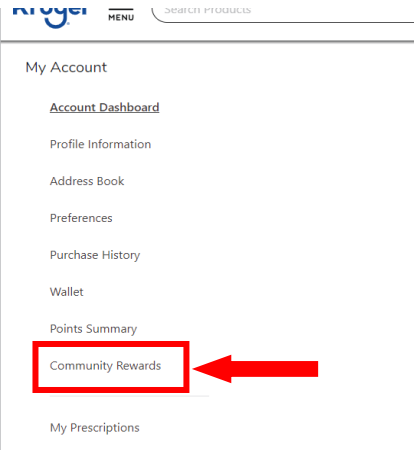 Kroger
MENU
Search Products
My Account
Account Dashboard
Profile Information
Address Book
Preferences
Purchase History
Wallet
Points Summary
Community Rewards
My Prescriptions